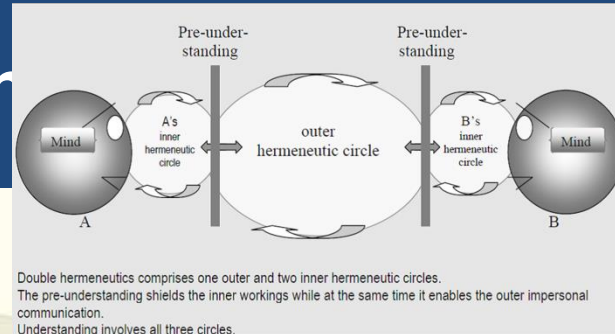 Pre-under-
standing
Pre-under-
standing
Mind
A's
inner
hermeneutic
circle
outer
hermeneutic circle
B's
inner
hermeneutic
circle
Mind
A
B
Double hermeneutics comprises one outer and two inner hermeneutic circles.
The pre-understanding shields the inner workings while at the same time it enables the outer impersonal
communication.
Understanding involves all three circles.